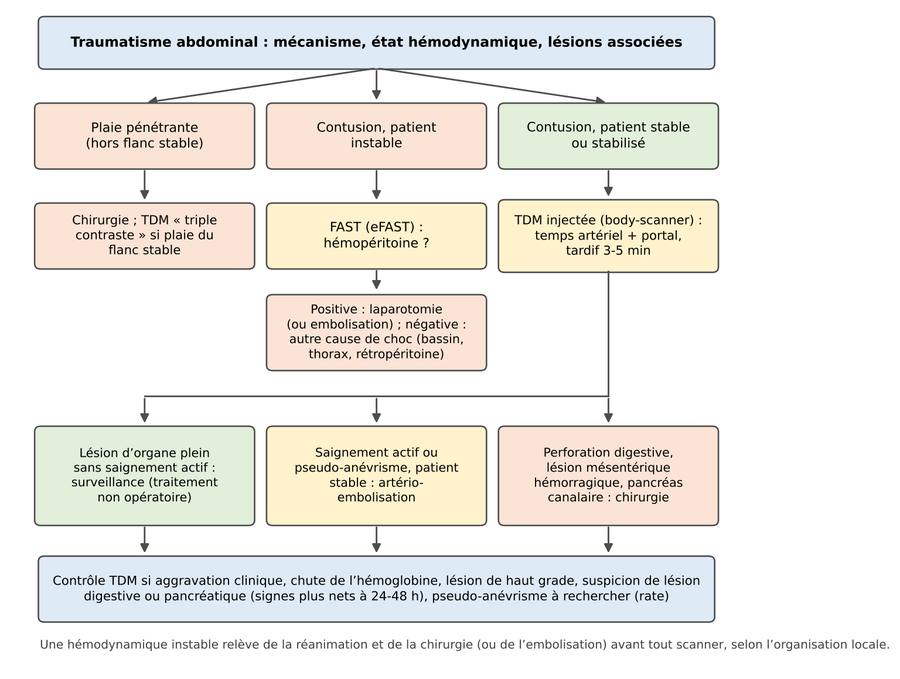 Traumatisme abdominal : mécanisme, état hémodynamique, lésions associées
Plaie pénétrante
(hors flanc stable)
Contusion, patient
instable
Contusion, patient stable
ou stabilisé
Chirurgie ; TDM « triple
contraste » si plaie du
flanc stable
FAST (eFAST) :
hémopéritoine ?
TDM injectée (body-scanner) :
temps artériel + portal,
tardif 3-5 min
Positive : laparotomie
(ou embolisation) ; négative :
autre cause de choc (bassin,
thorax, rétropéritoine)
Lésion d’organe plein
sans saignement actif :
surveillance (traitement
non opératoire)
Saignement actif ou
pseudo-anévrisme, patient
stable : artério-
embolisation
Perforation digestive,
lésion mésentérique
hémorragique, pancréas
canalaire : chirurgie
Contrôle TDM si aggravation clinique, chute de l’hémoglobine, lésion de haut grade, suspicion de lésion
digestive ou pancréatique (signes plus nets à 24-48 h), pseudo-anévrisme à rechercher (rate)
Une hémodynamique instable relève de la réanimation et de la chirurgie (ou de l’embolisation) avant tout scanner, selon l’organisation locale.